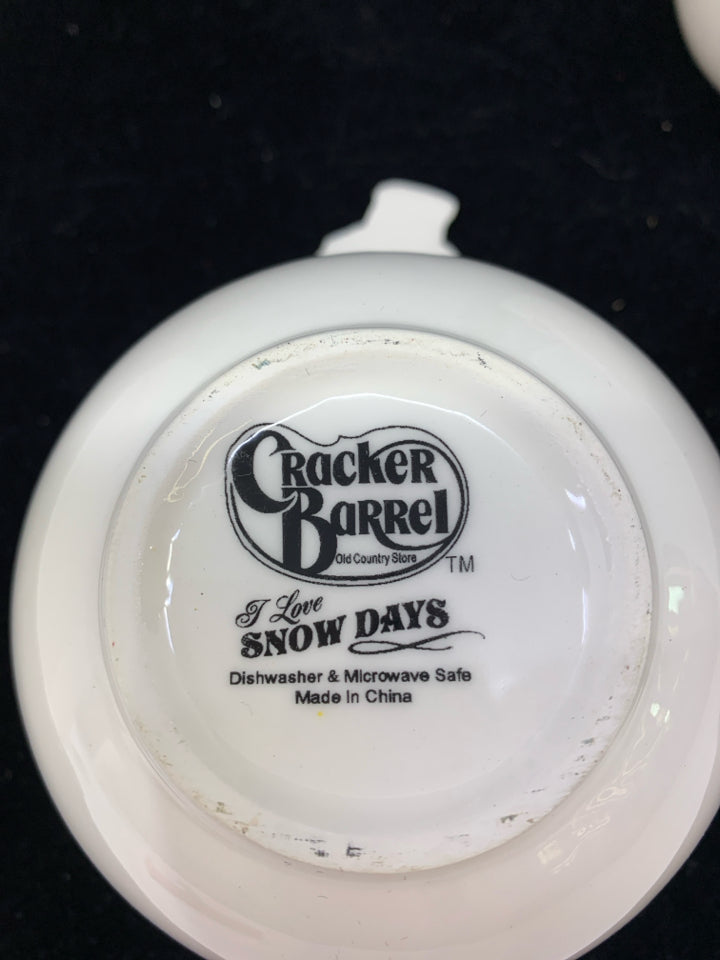 Cracker
Barrel
Old Country Store
TM
I Love
SNOW DAYS
Dishwasher & Microwave Safe
Made In China